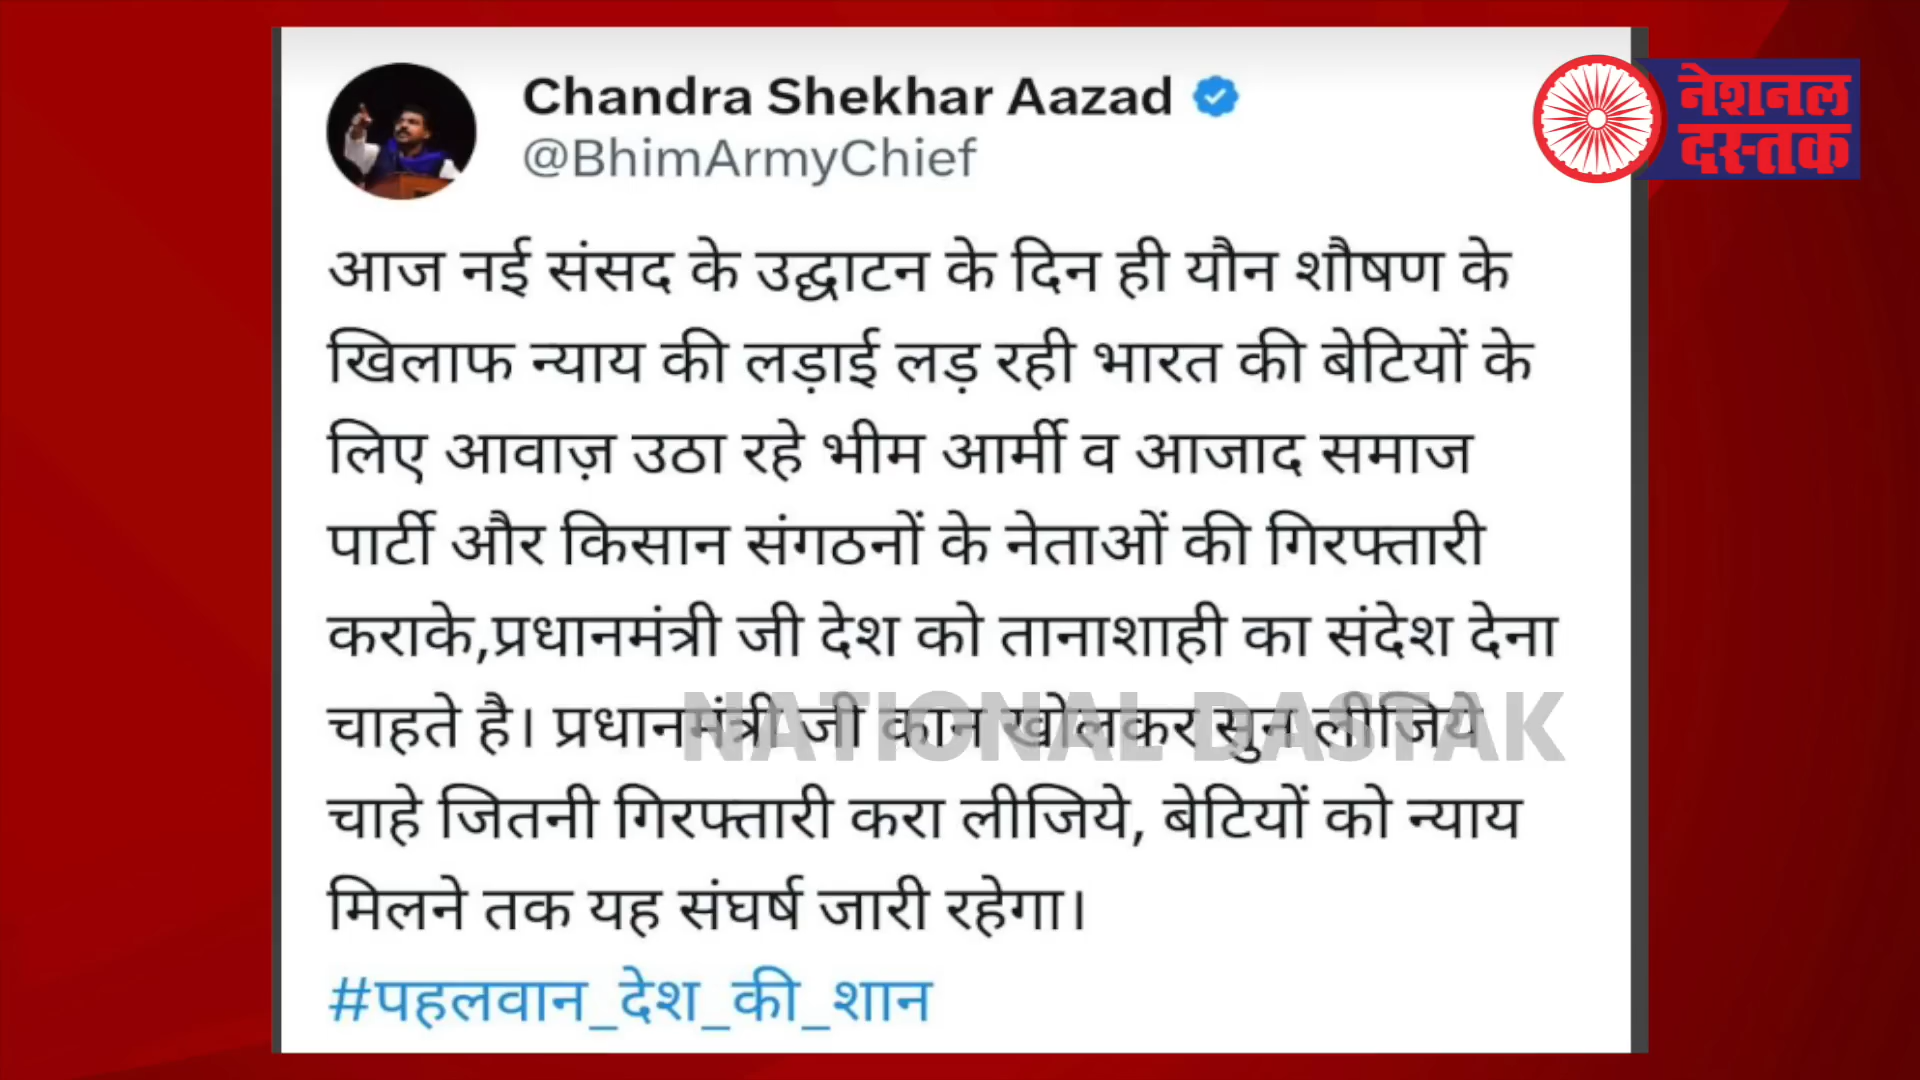 Chandra Shekhar Aazad
@BhimArmyChief
नेशनल
दस्तक
आज नई संसद के उद्घाटन के दिन ही यौन शौषण के
खिलाफ न्याय की लड़ाई लड़ रही भारत की बेटियों के
लिए आवाज़ उठा रहे भीम आर्मी व आजाद समाज
पार्टी और किसान संगठनों के नेताओं की गिरफ्तारी
कराके,प्रधानमंत्री जी देश को तानाशाही का संदेश देना
चाहते है। प्रधानमंत्री जी कान खोलकर सुन लीजिये
NATIONAL DASTAK
चाहे जितनी गिरफ्तारी करा लीजिये, बेटियों को न्याय
मिलने तक यह संघर्ष जारी रहेगा।
#पहलवान_देश_की_शान